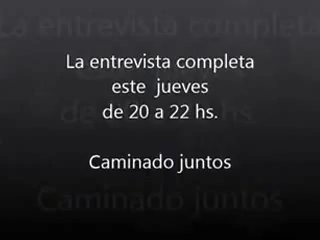 La entrevista completa
este jueves
de 20 a 22 hs.
Caminado juntos